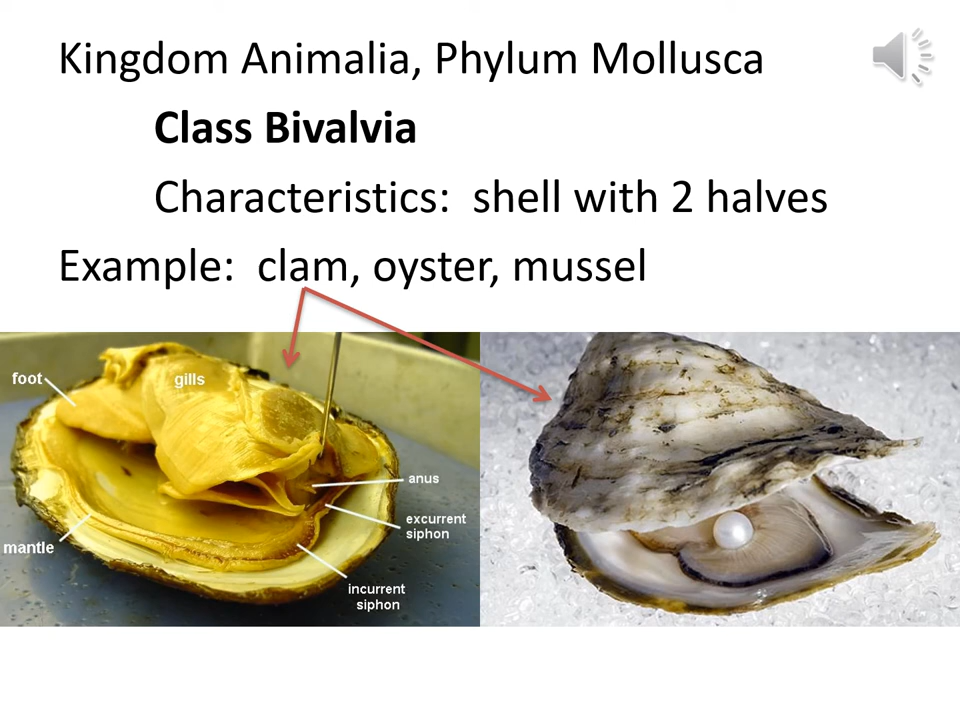 Kingdom Animalia, Phylum Mollusca
Class Bivalvia
Characteristics: shell with 2 halves
Example: clam, oyster, mussel
foot
gills
anus
excurrent
siphon
mantle
incurrent
siphon